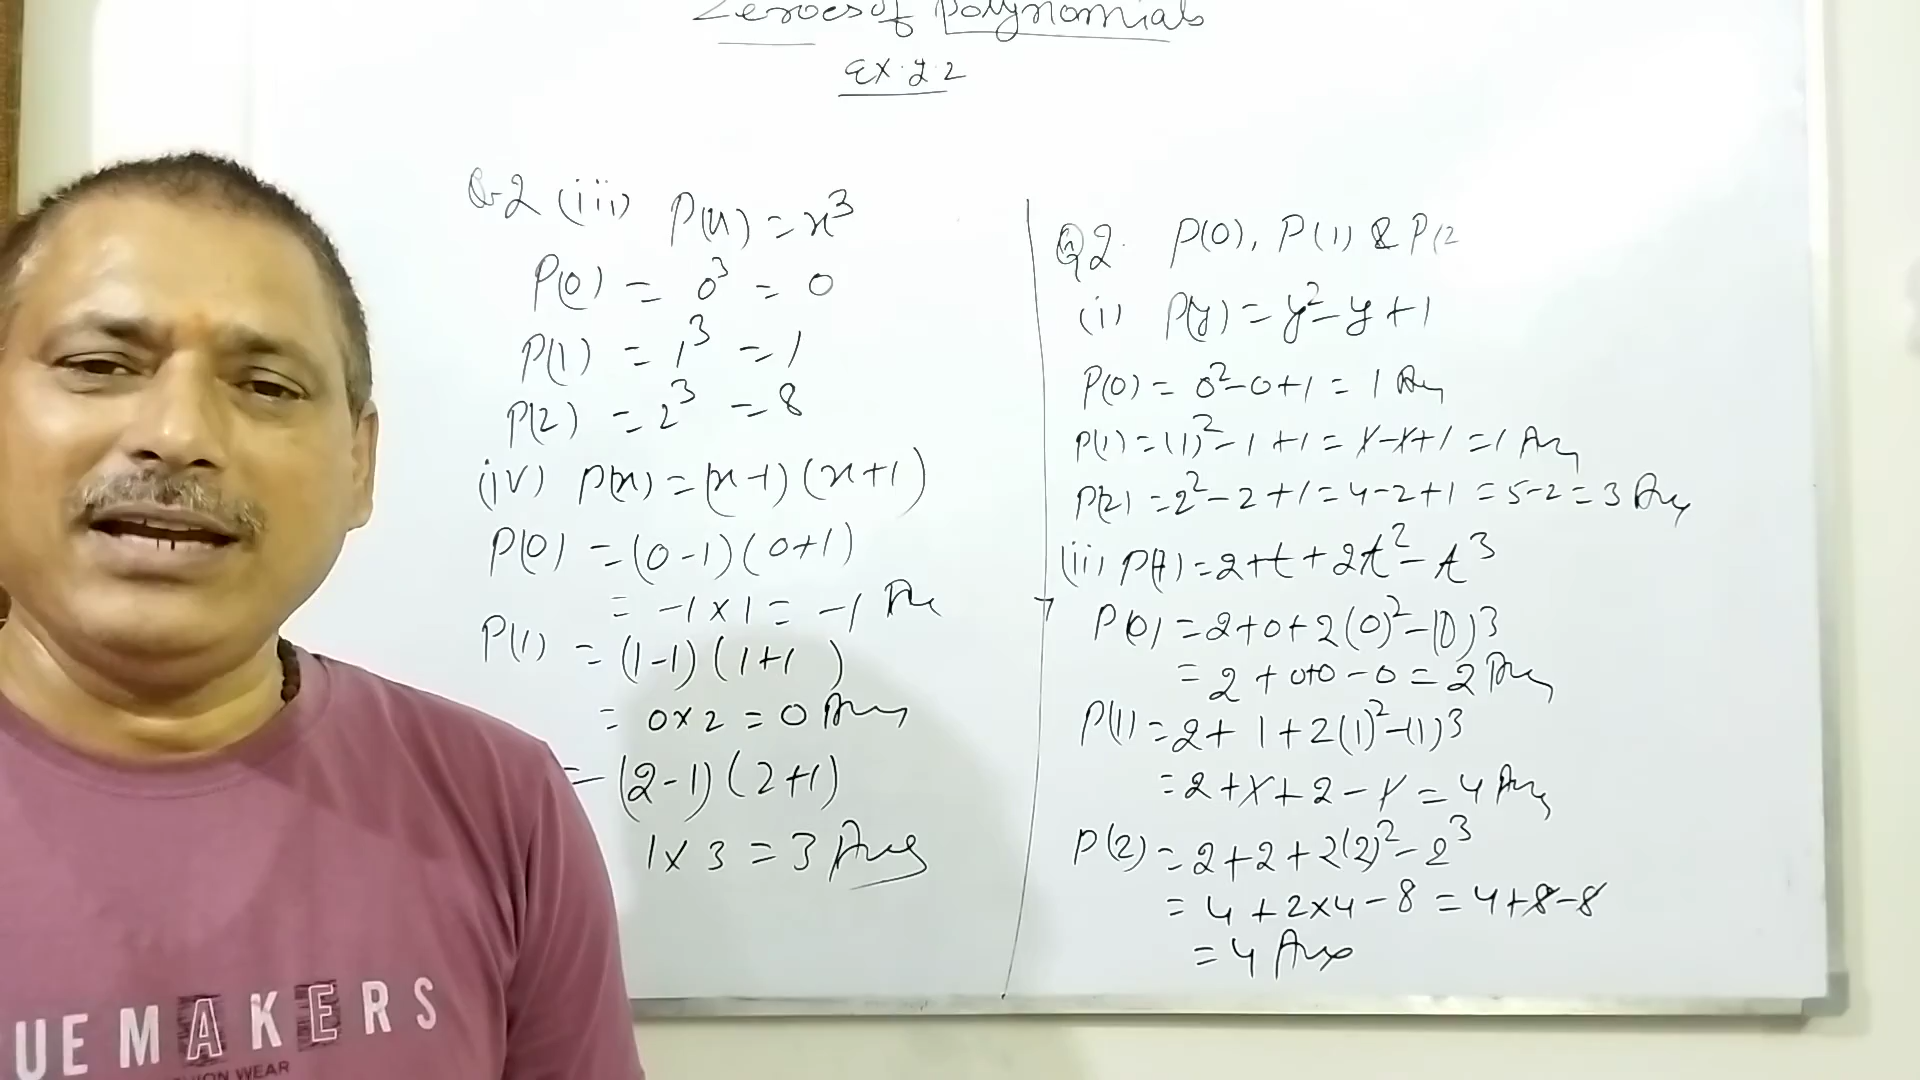 Zeroes of Polynomials
Ex. 2.2
Q-2 (iii) P(x) = x³
P(0) = 0³ = 0
P(1) = 1³ = 1
P(2) = 2³ = 8
(iv) P(x) = (x-1) (x+1)
P(0) = (0-1) (0+1)
= -1 × 1 = -1 Ans
P(1) = (1-1) (1+1)
= 0×2 = 0 Ans
= (2-1) (2+1)
1 × 3 = 3 Ans
Q2. P(0), P(1) & P(2
(i) P(y) = y² - y + 1
P(0) = 0² - 0 + 1 = 1 Ans
P(1) = (1)² - 1 + 1 = 1 - 1 + 1 = 1 Ans
P(2) = 2² - 2 + 1 = 4 - 2 + 1 = 5 - 2 = 3 Ans
(ii) P(t) = 2 + t + 2t² - t³
P(0) = 2 + 0 + 2(0)² - (0)³
= 2 + 0+0 - 0 = 2 Ans
P(1) = 2 + 1 + 2(1)² - (1)³
= 2 + 1 + 2 - 1 = 4 Ans
P(2) = 2 + 2 + 2(2)² - 2³
= 4 + 2×4 - 8 = 4 + 8 - 8
= 4 Ans
UEMAKERS
HION WEAR